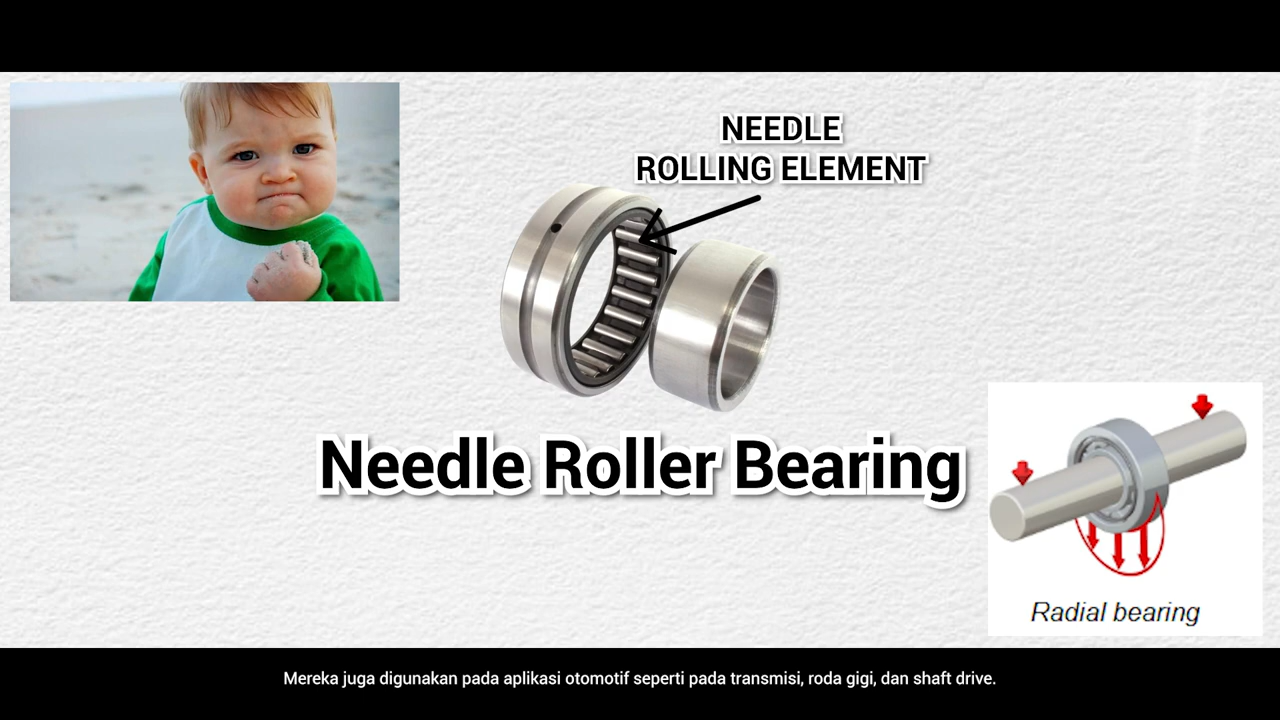 NEEDLE
ROLLING ELEMENT
Needle Roller Bearing
Radial bearing
Mereka juga digunakan pada aplikasi otomotif seperti pada transmisi, roda gigi, dan shaft drive.